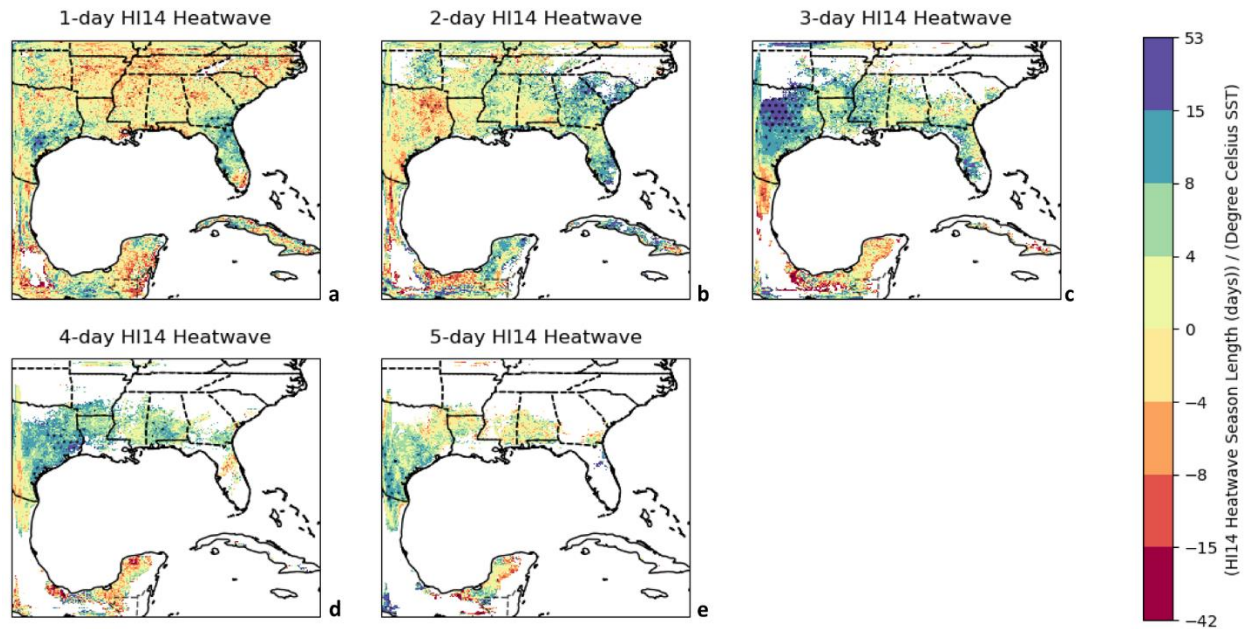 1-day HI14 Heatwave
2-day HI14 Heatwave
3-day HI14 Heatwave
a
b
c
4-day HI14 Heatwave
5-day HI14 Heatwave
d
e
53
15
8
4
0
−4
−8
−15
−42
(HI14 Heatwave Season Length (days)) / (Degree Celsius SST)